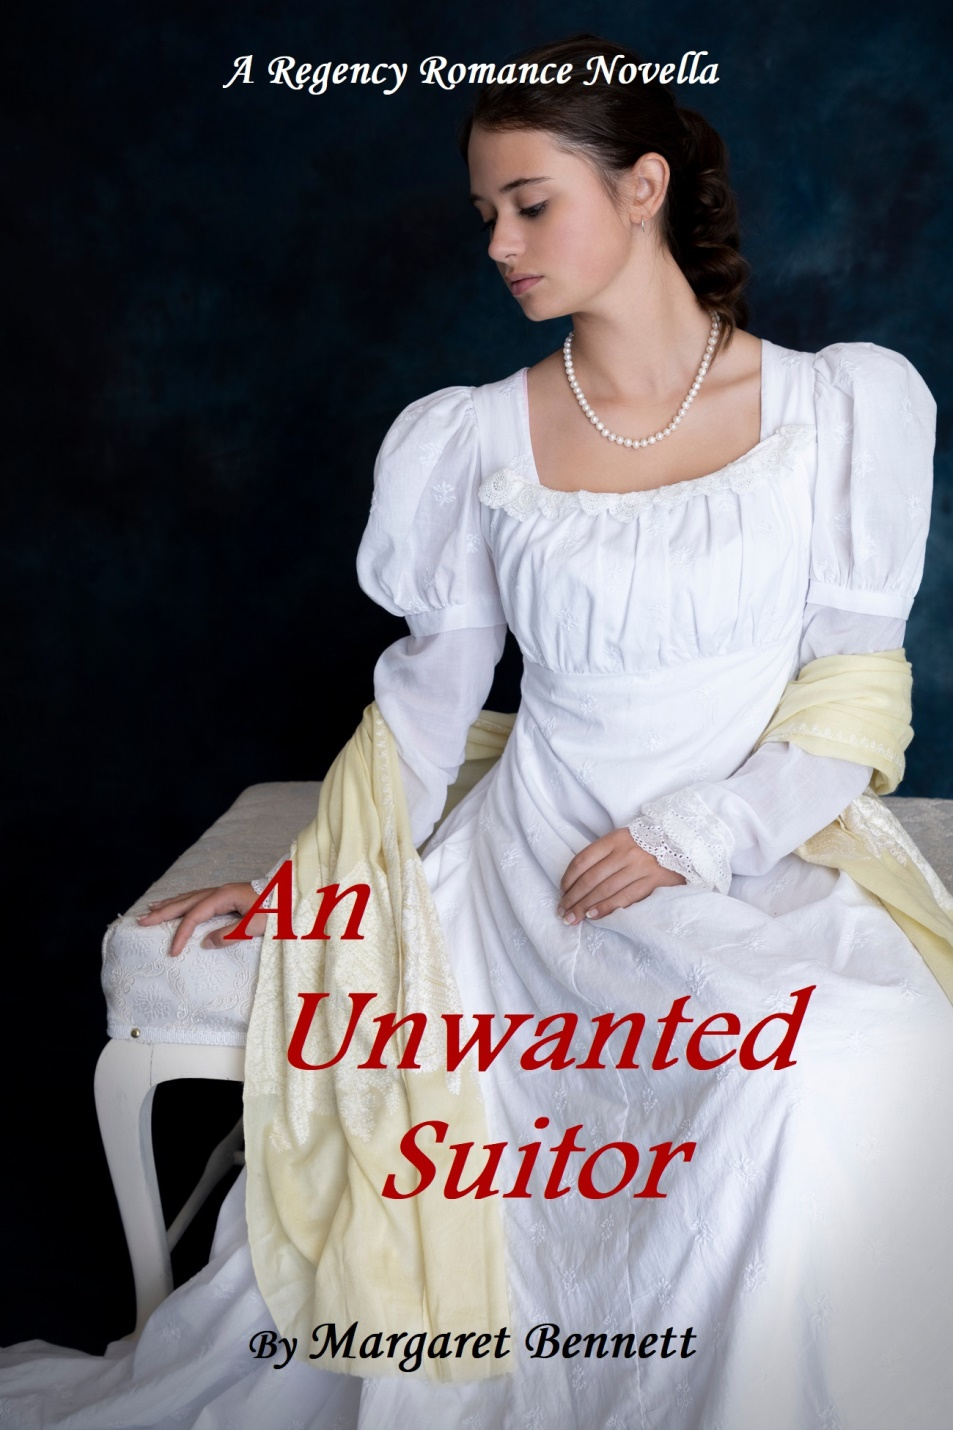 A Regency Romance Novella
An
Unwanted
Suitor
By Margaret Bennett